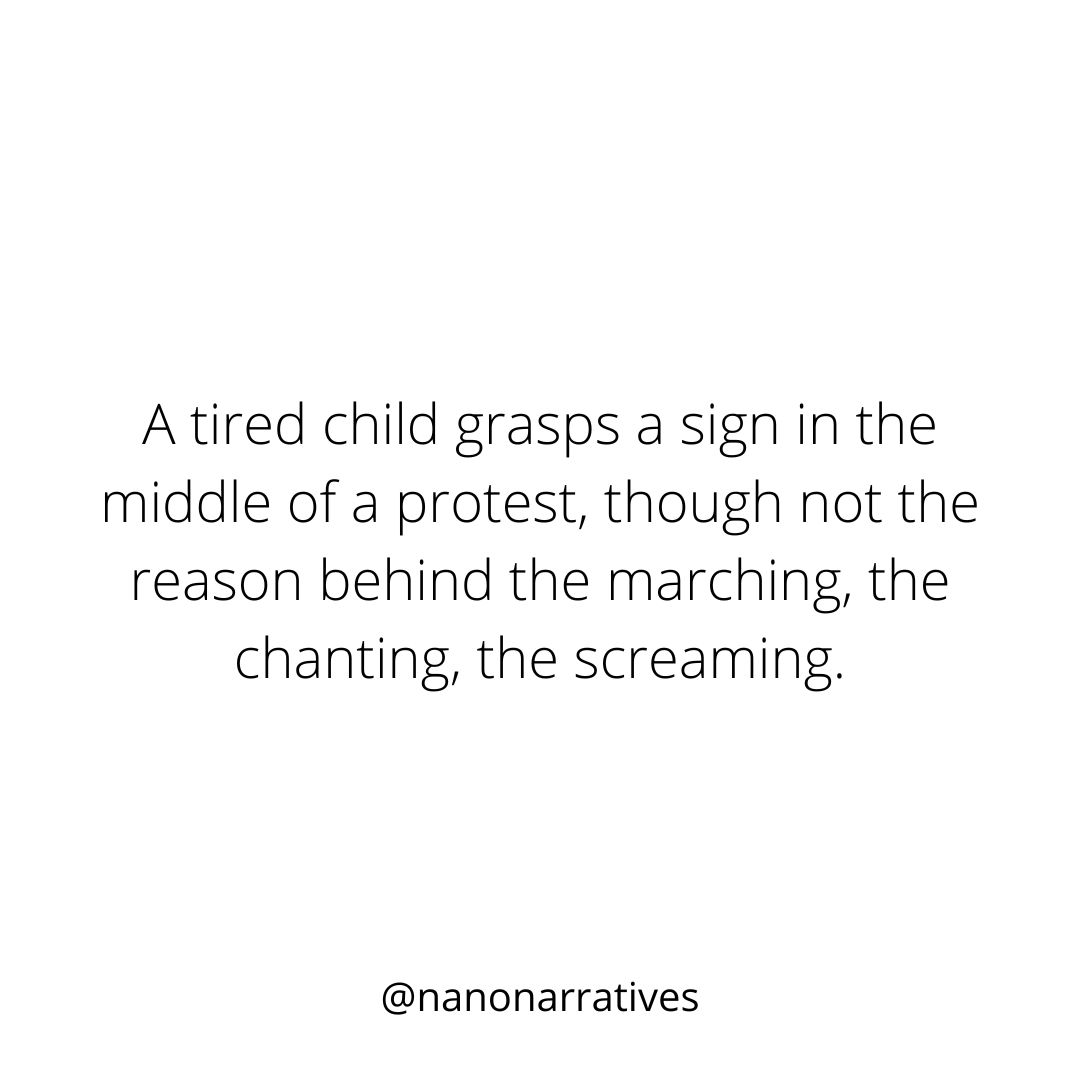 A tired child grasps a sign in the
middle of a protest, though not the
reason behind the marching, the
chanting, the screaming.
@nanonarratives